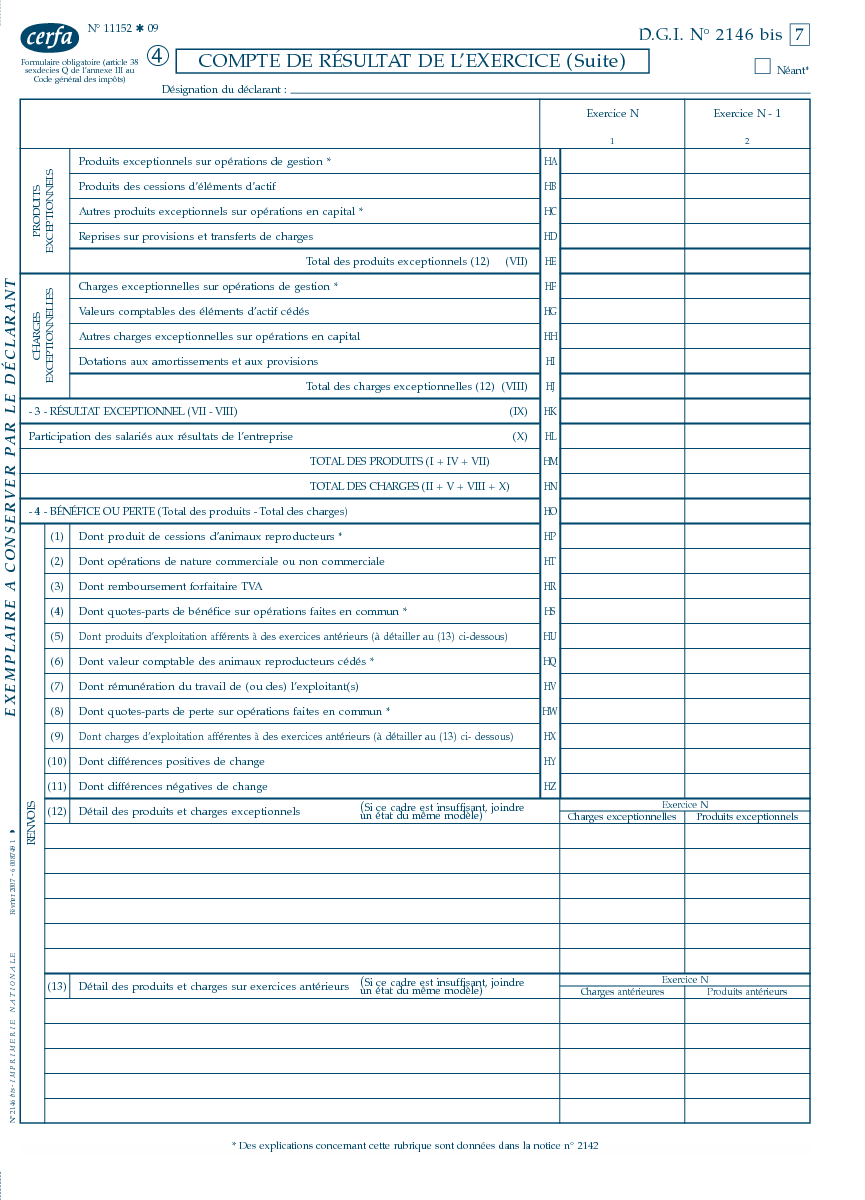 cerfa
N° 11152 ✱ 09
D.G.I. N° 2146 bis 7
Formulaire obligatoire (article 38
sexdecies Q de l'annexe III au
Code général des impôts)
4 COMPTE DE RÉSULTAT DE L'EXERCICE (Suite)
Néant*
Désignation du déclarant :
Exercice N Exercice N - 1
1 2
PRODUITS
EXCEPTIONNELS
Produits exceptionnels sur opérations de gestion * HA
Produits des cessions d'éléments d'actif HB
Autres produits exceptionnels sur opérations en capital * HC
Reprises sur provisions et transferts de charges HD
Total des produits exceptionnels (12) (VII) HE
CHARGES
EXCEPTIONNELLES
Charges exceptionnelles sur opérations de gestion * HF
Valeurs comptables des éléments d'actif cédés HG
Autres charges exceptionnelles sur opérations en capital HH
Dotations aux amortissements et aux provisions HI
Total des charges exceptionnelles (12) (VIII) HJ
- 3 - RÉSULTAT EXCEPTIONNEL (VII - VIII) (IX) HK
Participation des salariés aux résultats de l'entreprise (X) HL
TOTAL DES PRODUITS (I + IV + VII) HM
TOTAL DES CHARGES (II + V + VIII + X) HN
- 4 - BÉNÉFICE OU PERTE (Total des produits - Total des charges) HO
RENVOIS
(1) Dont produit de cessions d'animaux reproducteurs * HP
(2) Dont opérations de nature commerciale ou non commerciale HT
(3) Dont remboursement forfaitaire TVA HR
(4) Dont quotes-parts de bénéfice sur opérations faites en commun * HS
(5) Dont produits d'exploitation afférents à des exercices antérieurs (à détailler au (13) ci-dessous) HU
(6) Dont valeur comptable des animaux reproducteurs cédés * HQ
(7) Dont rémunération du travail de (ou des) l'exploitant(s) HV
(8) Dont quotes-parts de perte sur opérations faites en commun * HW
(9) Dont charges d'exploitation afférentes à des exercices antérieurs (à détailler au (13) ci- dessous) HX
(10) Dont différences positives de change HY
(11) Dont différences négatives de change HZ
(12) Détail des produits et charges exceptionnels (Si ce cadre est insuffisant, joindre
un état du même modèle)
Exercice N
Charges exceptionnelles Produits exceptionnels
(13) Détail des produits et charges sur exercices antérieurs (Si ce cadre est insuffisant, joindre
un état du même modèle)
Exercice N
Charges antérieures Produits antérieurs
* Des explications concernant cette rubrique sont données dans la notice n° 2142
EXEMPLAIRE A CONSERVER PAR LE DÉCLARANT
N° 2146 bis - IMPRIMERIE NATIONALE
Février 2007 -